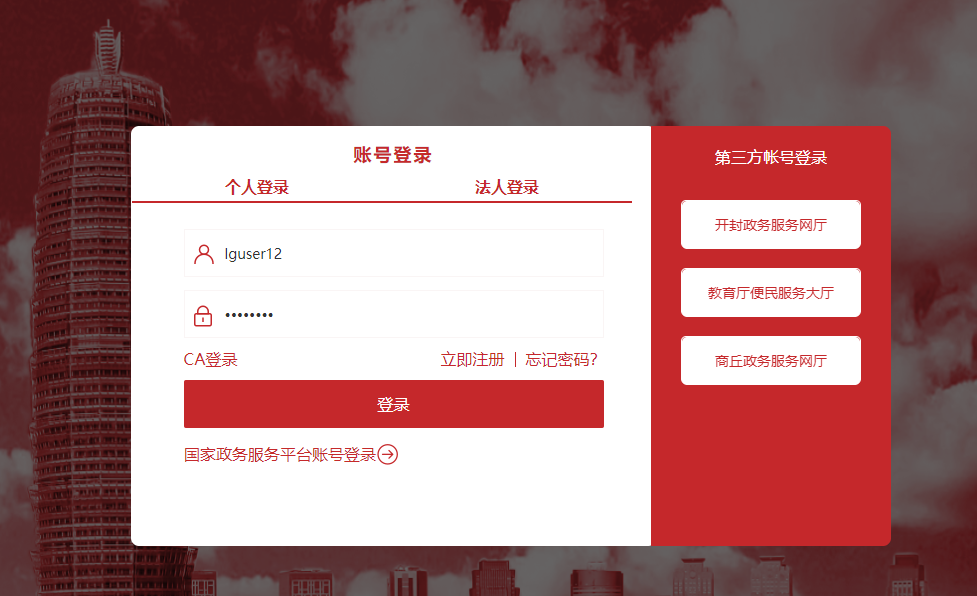 账号登录
个人登录
法人登录
lguser12
••••••••
CA登录
立即注册 | 忘记密码?
登录
国家政务服务平台账号登录
第三方帐号登录
开封政务服务网厅
教育厅便民服务大厅
商丘政务服务网厅